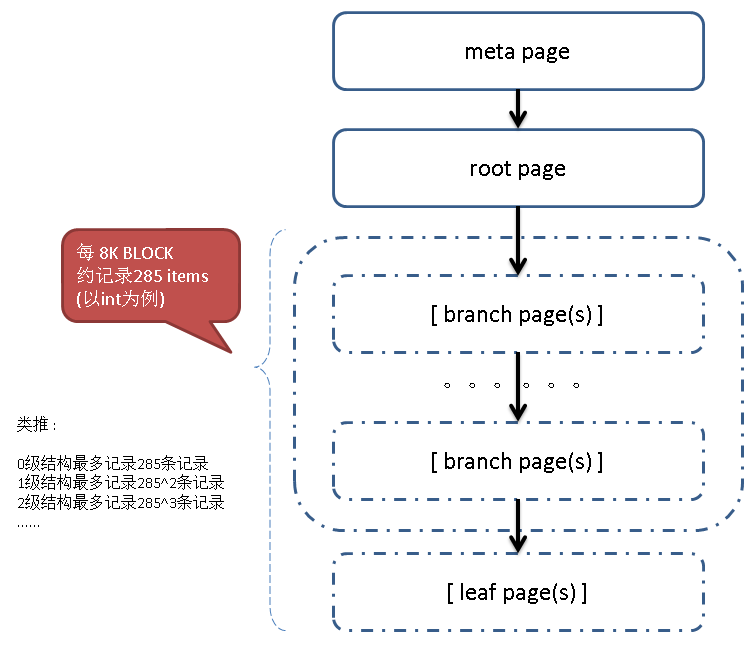 meta page
root page
每 8K BLOCK
约记录285 items
(以int为例)
[ branch page(s) ]
。。。。。。
[ branch page(s) ]
类推 :
0级结构最多记录285条记录
1级结构最多记录285^2条记录
2级结构最多记录285^3条记录
......
[ leaf page(s) ]